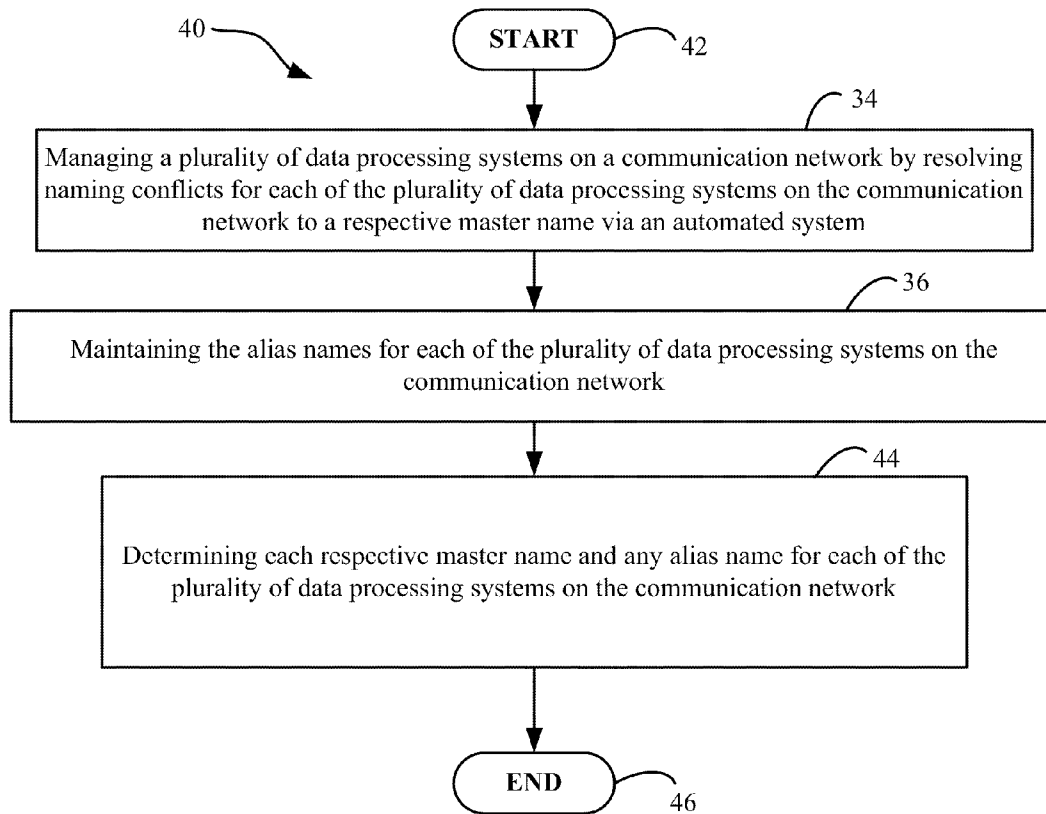 40
START
42
34
Managing a plurality of data processing systems on a communication network by resolving
naming conflicts for each of the plurality of data processing systems on the communication
network to a respective master name via an automated system
36
Maintaining the alias names for each of the plurality of data processing systems on the
communication network
44
Determining each respective master name and any alias name for each of the
plurality of data processing systems on the communication network
END
46